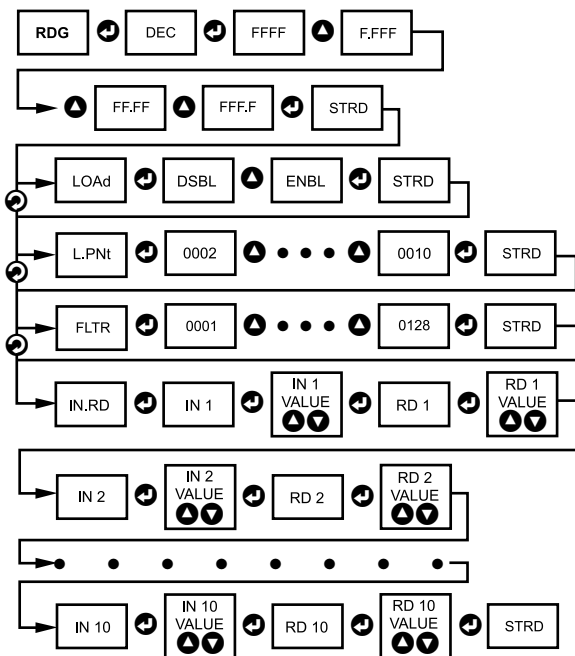 RDG DEC FFFF F.FFF
FF.FF FFF.F STRD
LOAd DSBL ENBL STRD
L.PNt 0002 0010 STRD
FLTR 0001 0128 STRD
IN.RD IN 1 IN 1 VALUE RD 1 RD 1 VALUE
IN 2 IN 2 VALUE RD 2 RD 2 VALUE
IN 10 IN 10 VALUE RD 10 RD 10 VALUE STRD